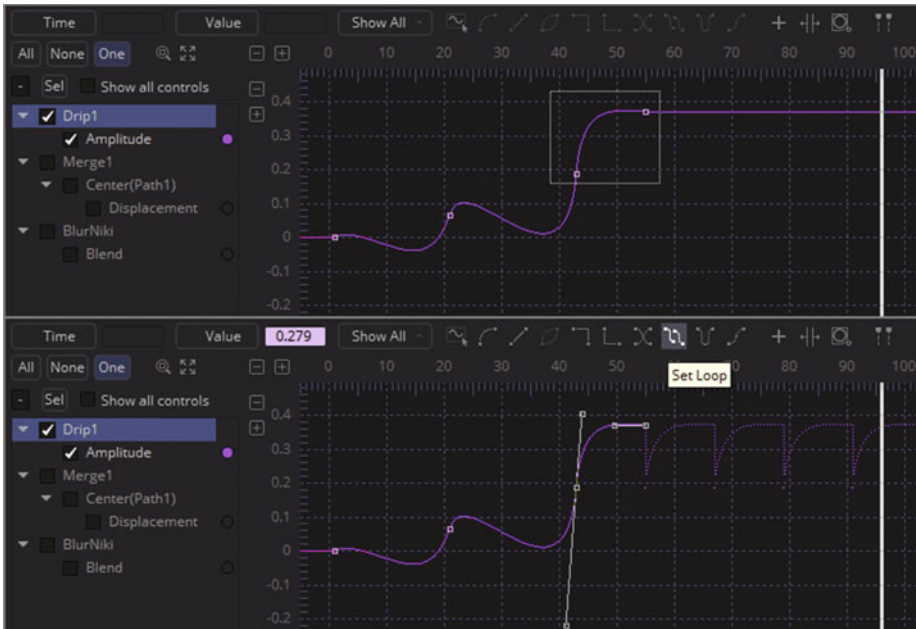 Time Value Show All
All None One 0 10 20 30 40 50 60 70 80 90 100
- Sel Show all controls
Drip1
Amplitude
Merge1
Center(Path1)
Displacement
BlurNiki
Blend
0.4
0.3
0.2
0.1
0
-0.1
-0.2
Time Value 0.279 Show All
All None One 0 10 20 30 40 50 60 70 80 90 100
Set Loop
- Sel Show all controls
Drip1
Amplitude
Merge1
Center(Path1)
Displacement
BlurNiki
Blend
0.4
0.3
0.2
0.1
0
-0.1
-0.2